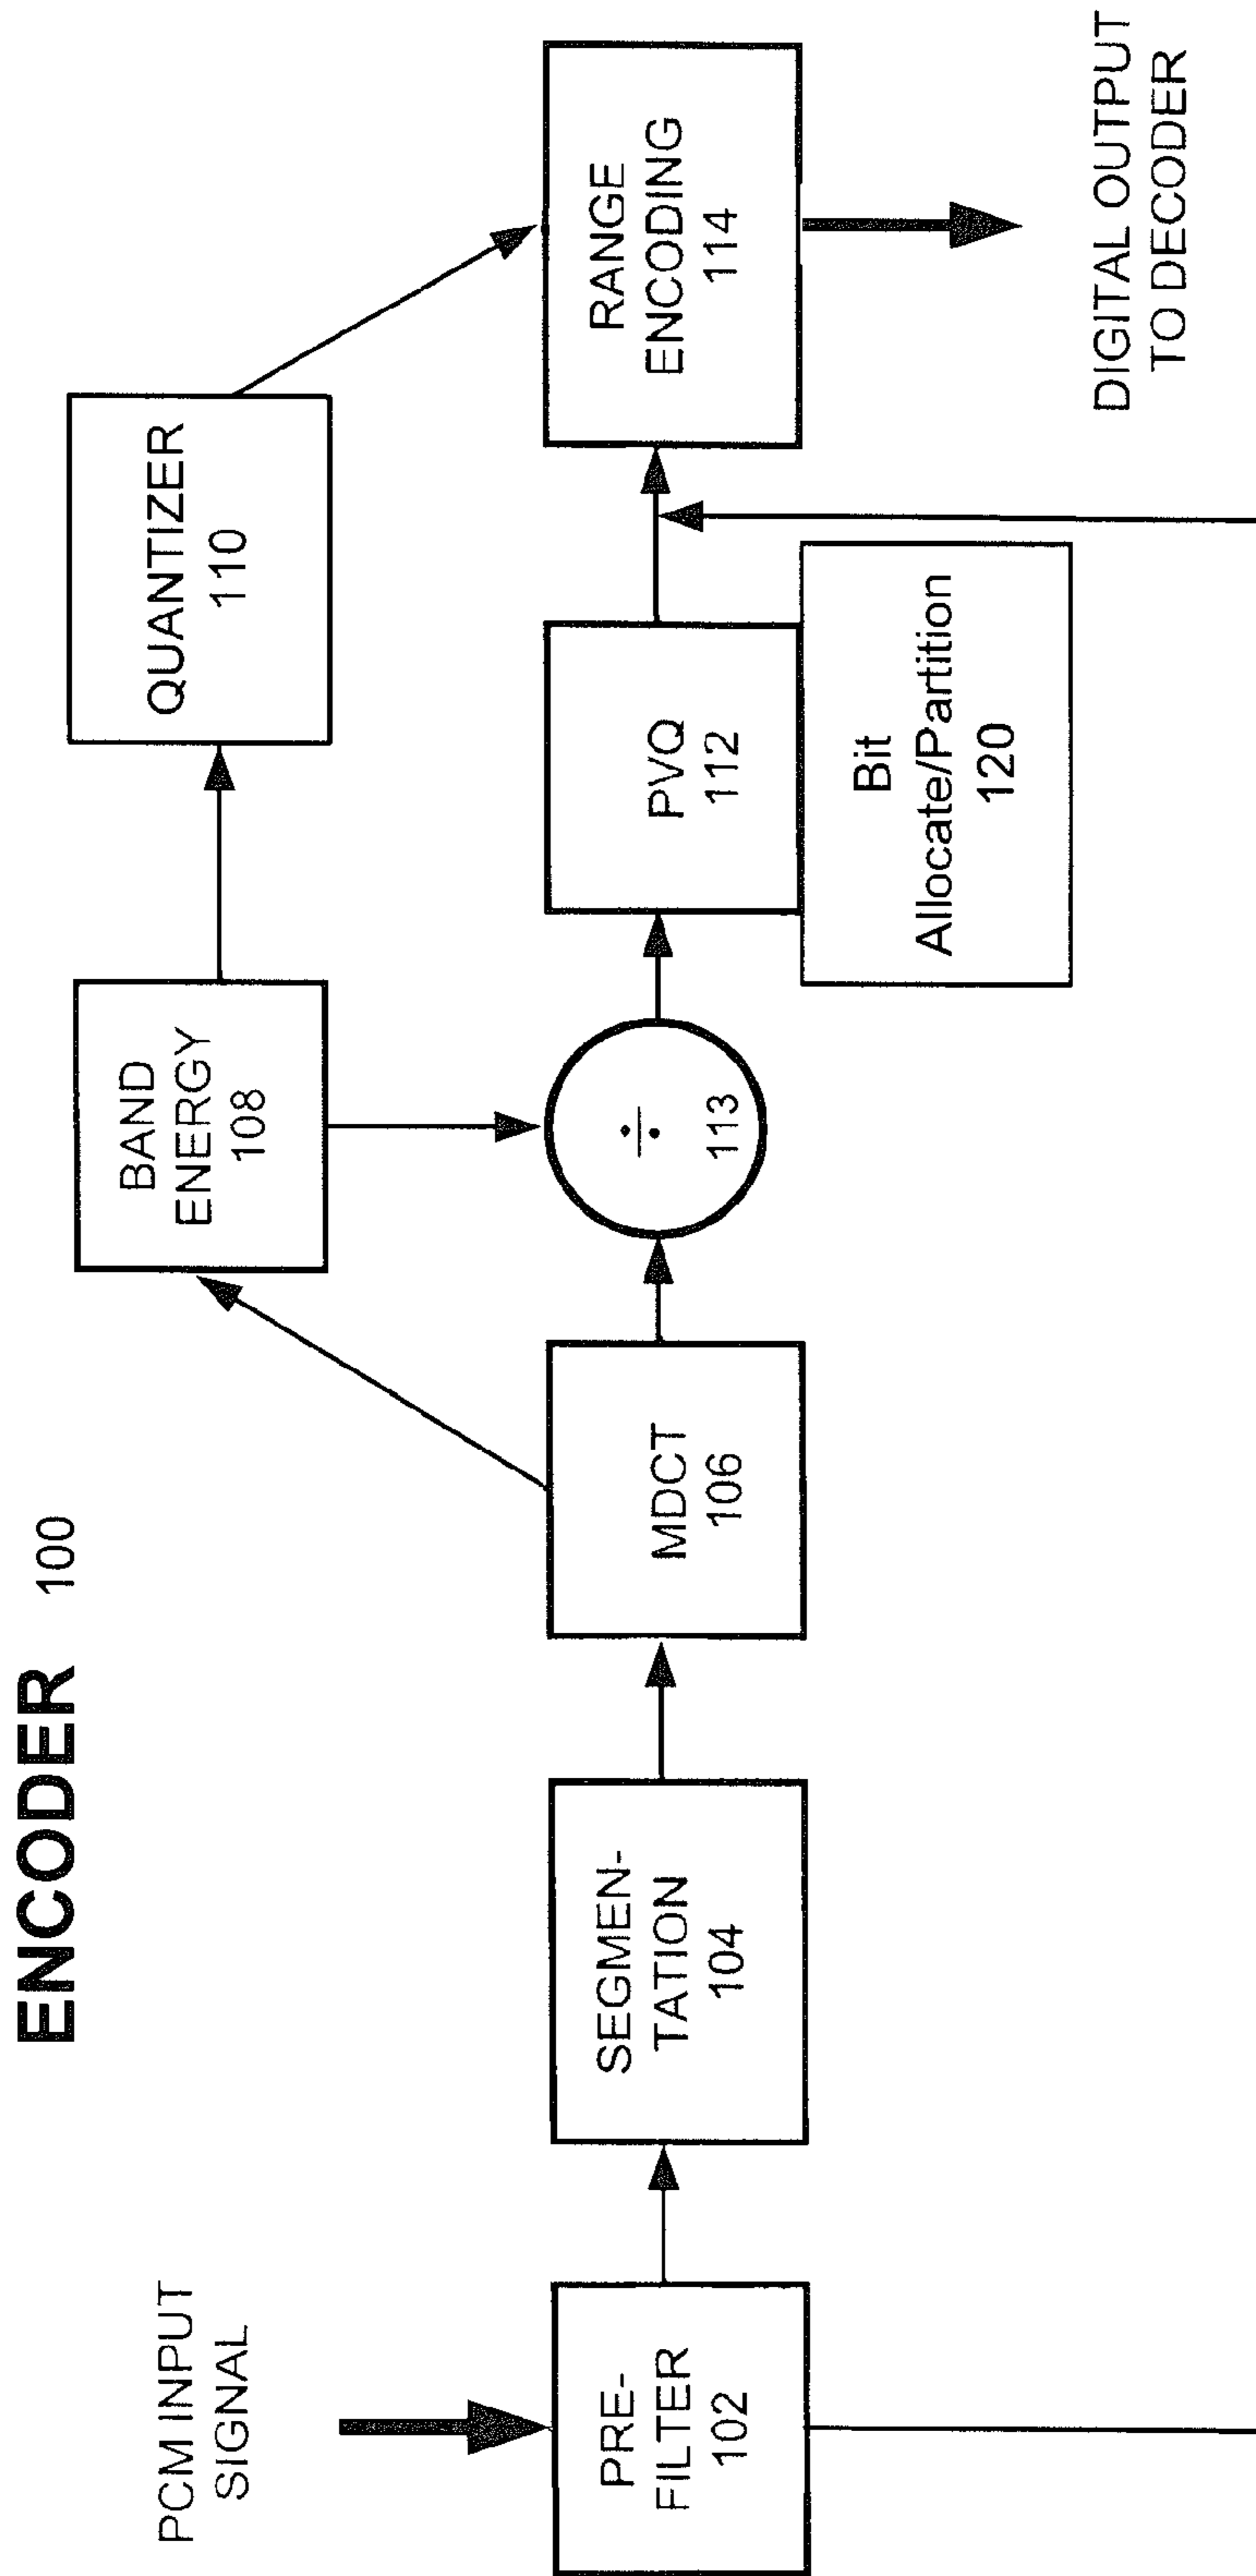 ENCODER 100
PCM INPUT
SIGNAL
PRE-
FILTER
102
SEGMEN-
TATION
104
MDCT
106
BAND
ENERGY
108
÷
113
QUANTIZER
110
PVQ
112
Bit
Allocate/Partition
120
RANGE
ENCODING
114
DIGITAL OUTPUT
TO DECODER